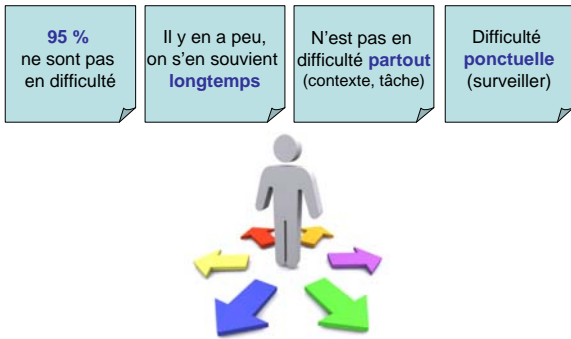 95 %
ne sont pas
en difficulté
Il y en a peu,
on s’en souvient
longtemps
N’est pas en
difficulté partout
(contexte, tâche)
Difficulté
ponctuelle
(surveiller)